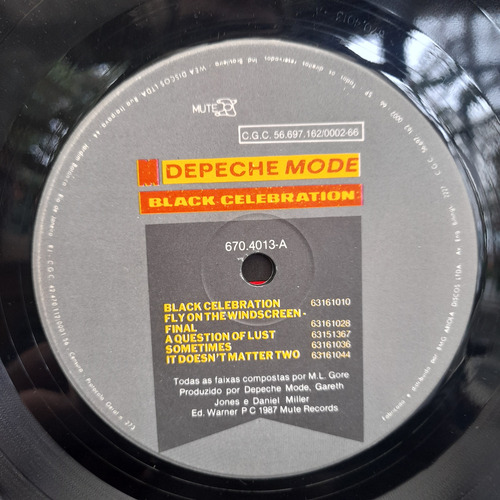 MUTE
C.G.C. 56.697.162/0002-66
DEPECHE MODE
BLACK CELEBRATION
670.4013-A
BLACK CELEBRATION 63161010
FLY ON THE WINDSCREEN -
FINAL 63161028
A QUESTION OF LUST 63151367
SOMETIMES 63161036
IT DOESN'T MATTER TWO 63161044
Todas as faixas compostas por M.L. Gore
Produzido por Depeche Mode, Gareth
Jones e Daniel Miller
Ed. Warner P C 1987 Mute Records